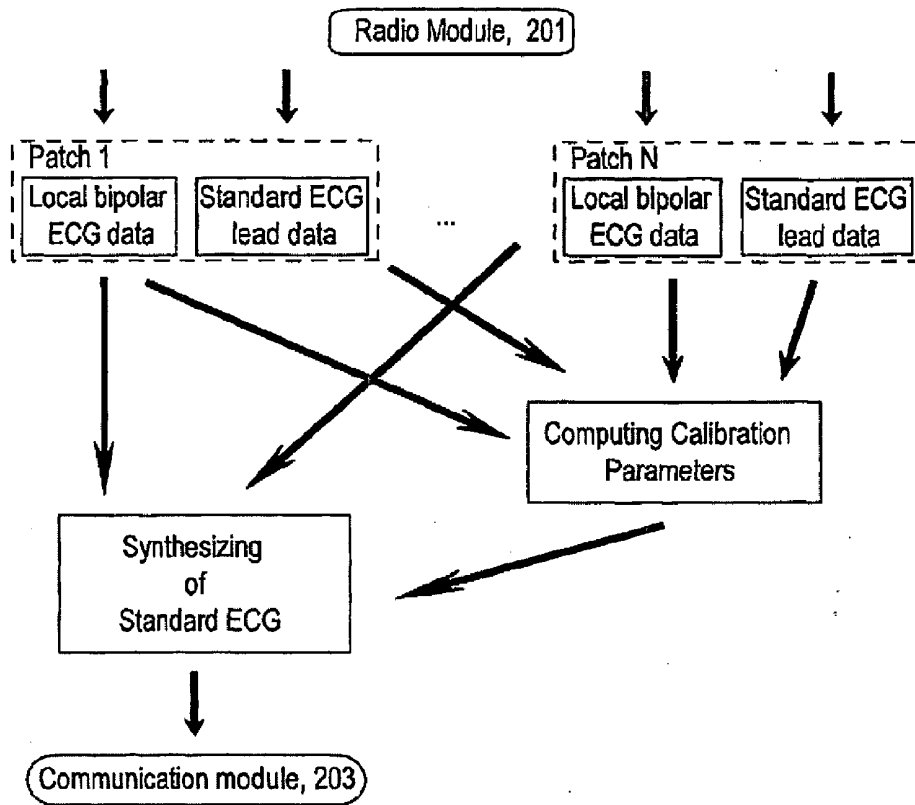 Radio Module, 201
Patch 1
Local bipolar
ECG data
Standard ECG
lead data
...
Patch N
Local bipolar
ECG data
Standard ECG
lead data
Computing Calibration
Parameters
Synthesizing
of
Standard ECG
Communication module, 203